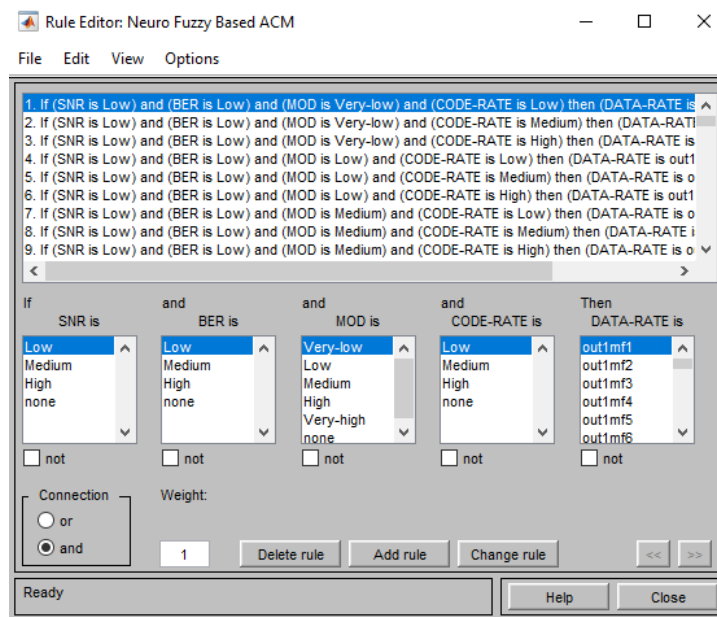 Rule Editor: Neuro Fuzzy Based ACM
File Edit View Options
1. If (SNR is Low) and (BER is Low) and (MOD is Very-low) and (CODE-RATE is Low) then (DATA-RATE is
2. If (SNR is Low) and (BER is Low) and (MOD is Very-low) and (CODE-RATE is Medium) then (DATA-RATE
3. If (SNR is Low) and (BER is Low) and (MOD is Very-low) and (CODE-RATE is High) then (DATA-RATE is
4. If (SNR is Low) and (BER is Low) and (MOD is Low) and (CODE-RATE is Low) then (DATA-RATE is out1
5. If (SNR is Low) and (BER is Low) and (MOD is Low) and (CODE-RATE is Medium) then (DATA-RATE is o
6. If (SNR is Low) and (BER is Low) and (MOD is Low) and (CODE-RATE is High) then (DATA-RATE is out1
7. If (SNR is Low) and (BER is Low) and (MOD is Medium) and (CODE-RATE is Low) then (DATA-RATE is o
8. If (SNR is Low) and (BER is Low) and (MOD is Medium) and (CODE-RATE is Medium) then (DATA-RATE i
9. If (SNR is Low) and (BER is Low) and (MOD is Medium) and (CODE-RATE is High) then (DATA-RATE is o
If and and and Then
SNR is BER is MOD is CODE-RATE is DATA-RATE is
Low Low Very-low Low out1mf1
Medium Medium Low Medium out1mf2
High High Medium High out1mf3
none none High none out1mf4
Very-high out1mf5
none out1mf6
not not not not not
Connection Weight:
or
and 1 Delete rule Add rule Change rule << >>
Ready Help Close